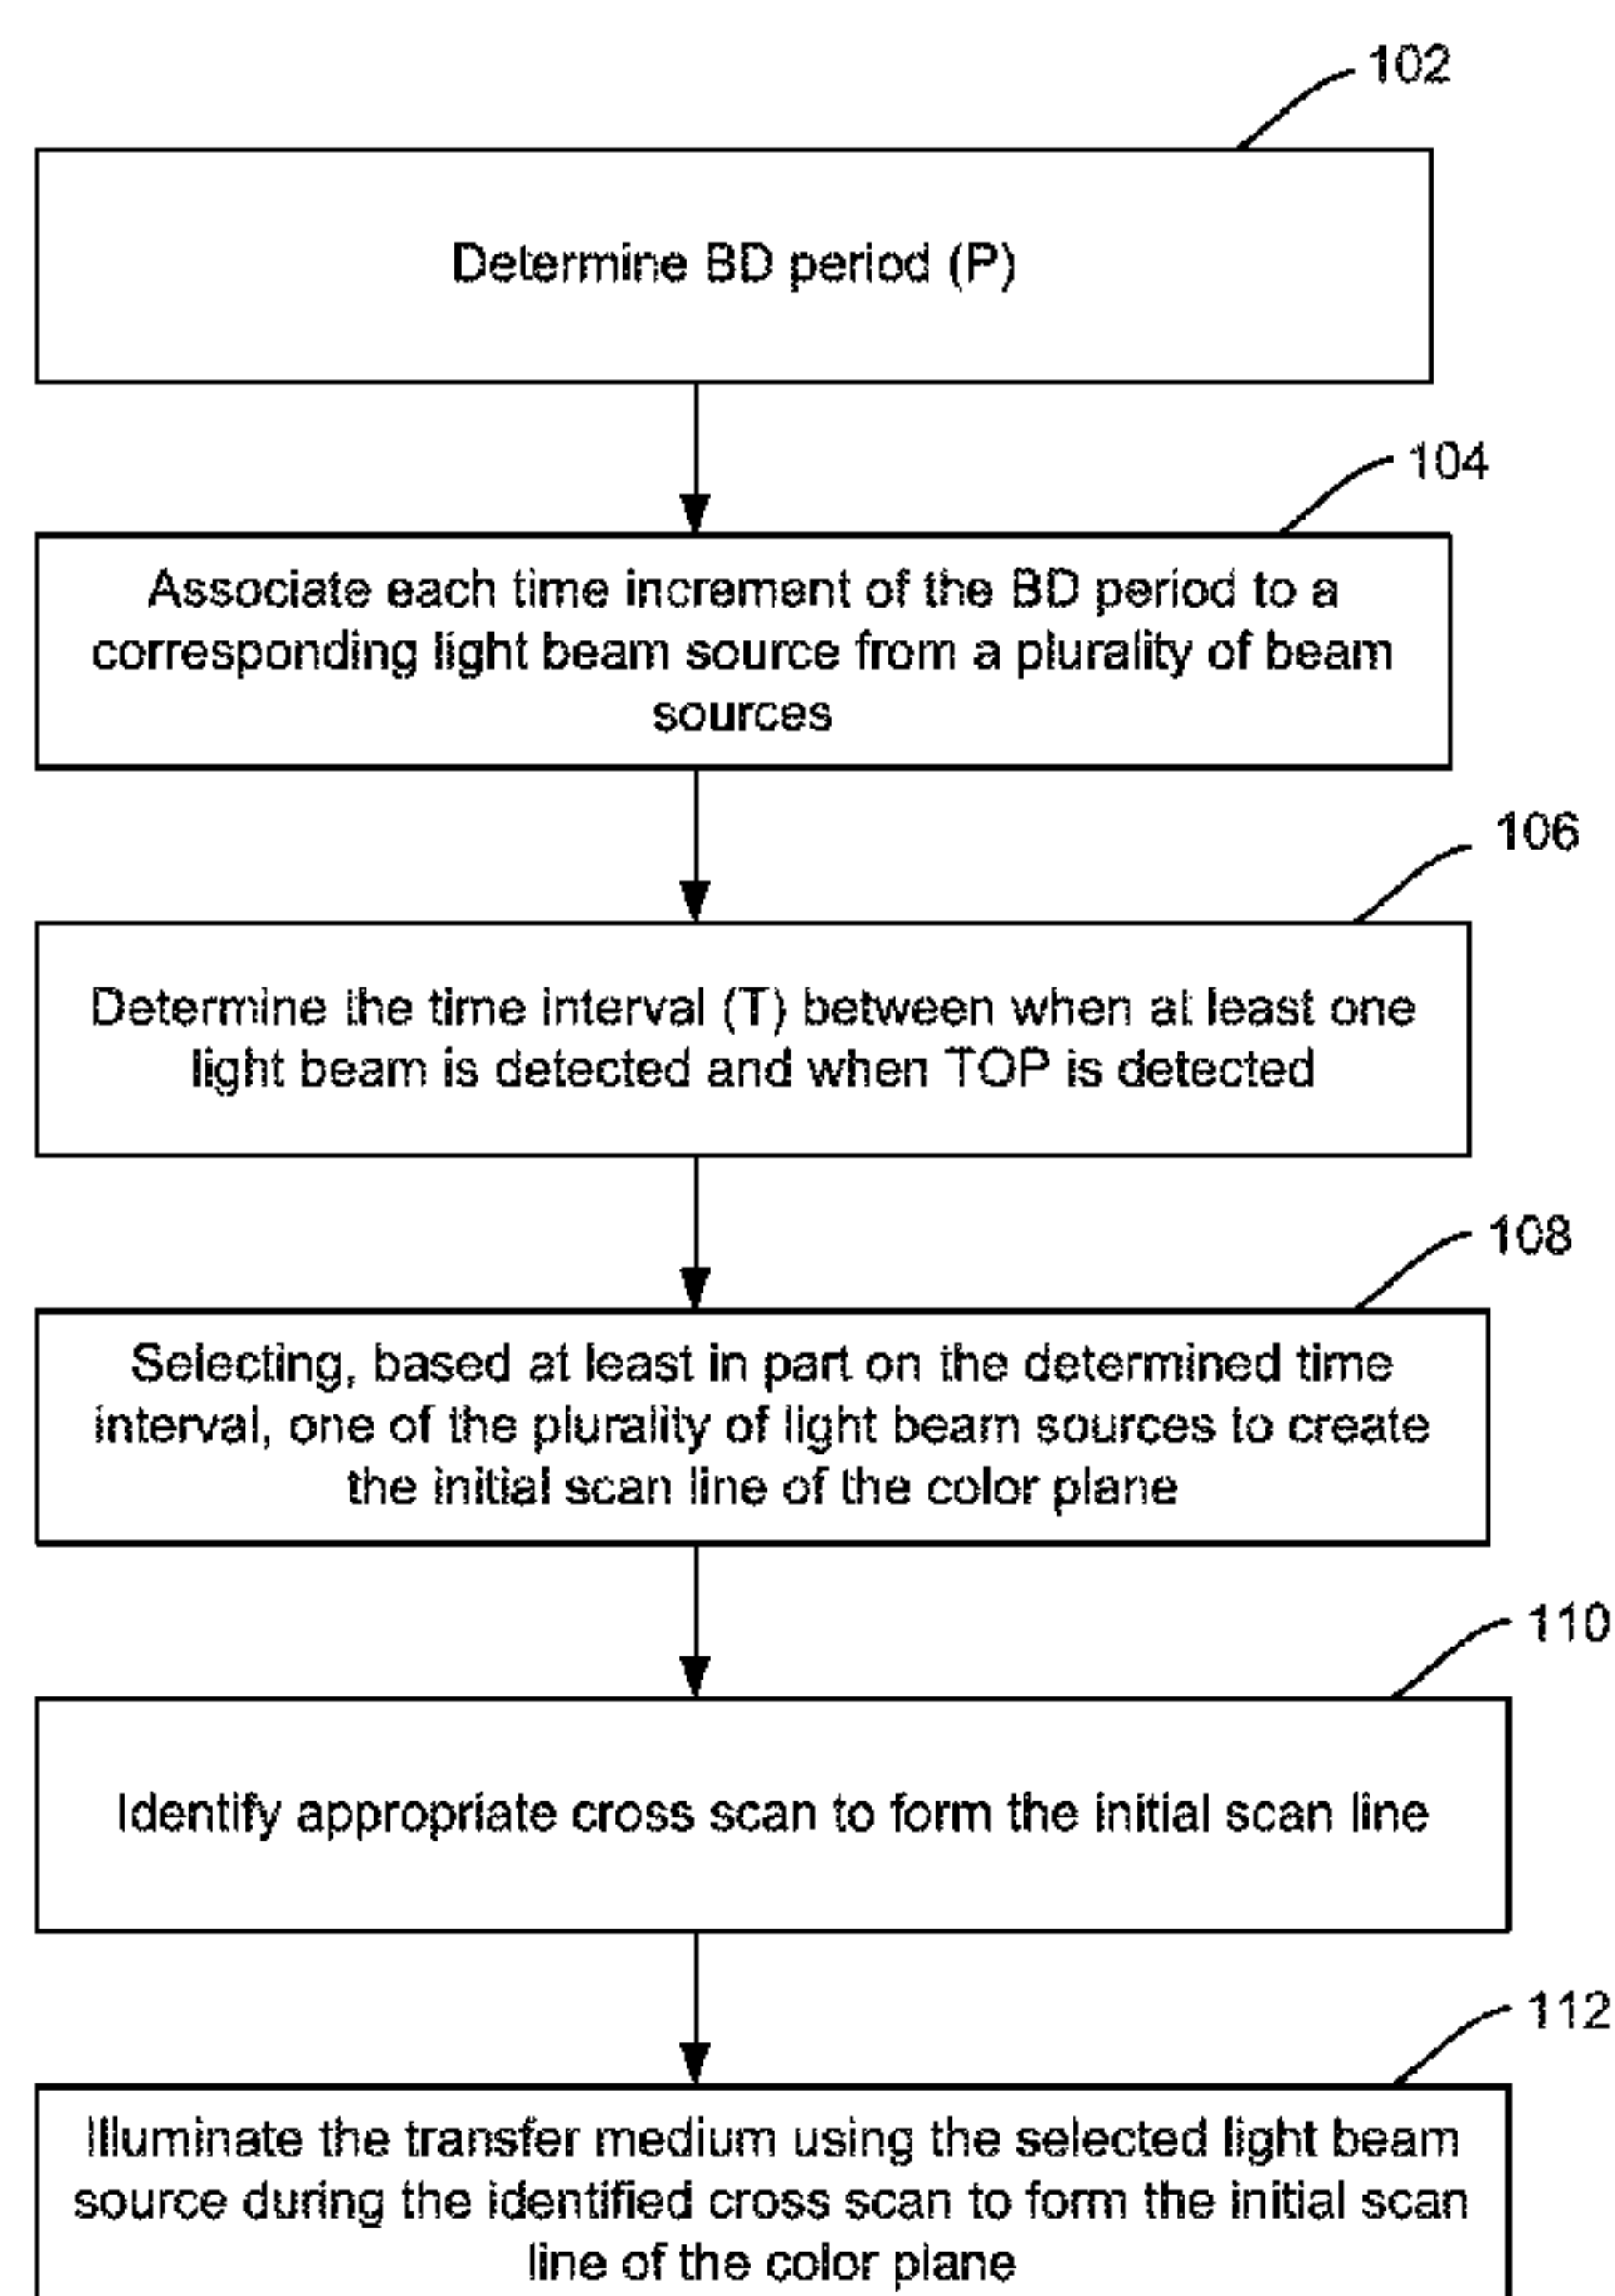 102
Determine BD period (P)
104
Associate each time increment of the BD period to a
corresponding light beam source from a plurality of beam
sources
106
Determine the time interval (T) between when at least one
light beam is detected and when TOP is detected
108
Selecting, based at least in part on the determined time
interval, one of the plurality of light beam sources to create
the initial scan line of the color plane
110
Identify appropriate cross scan to form the initial scan line
112
Illuminate the transfer medium using the selected light beam
source during the identified cross scan to form the initial scan
line of the color plane